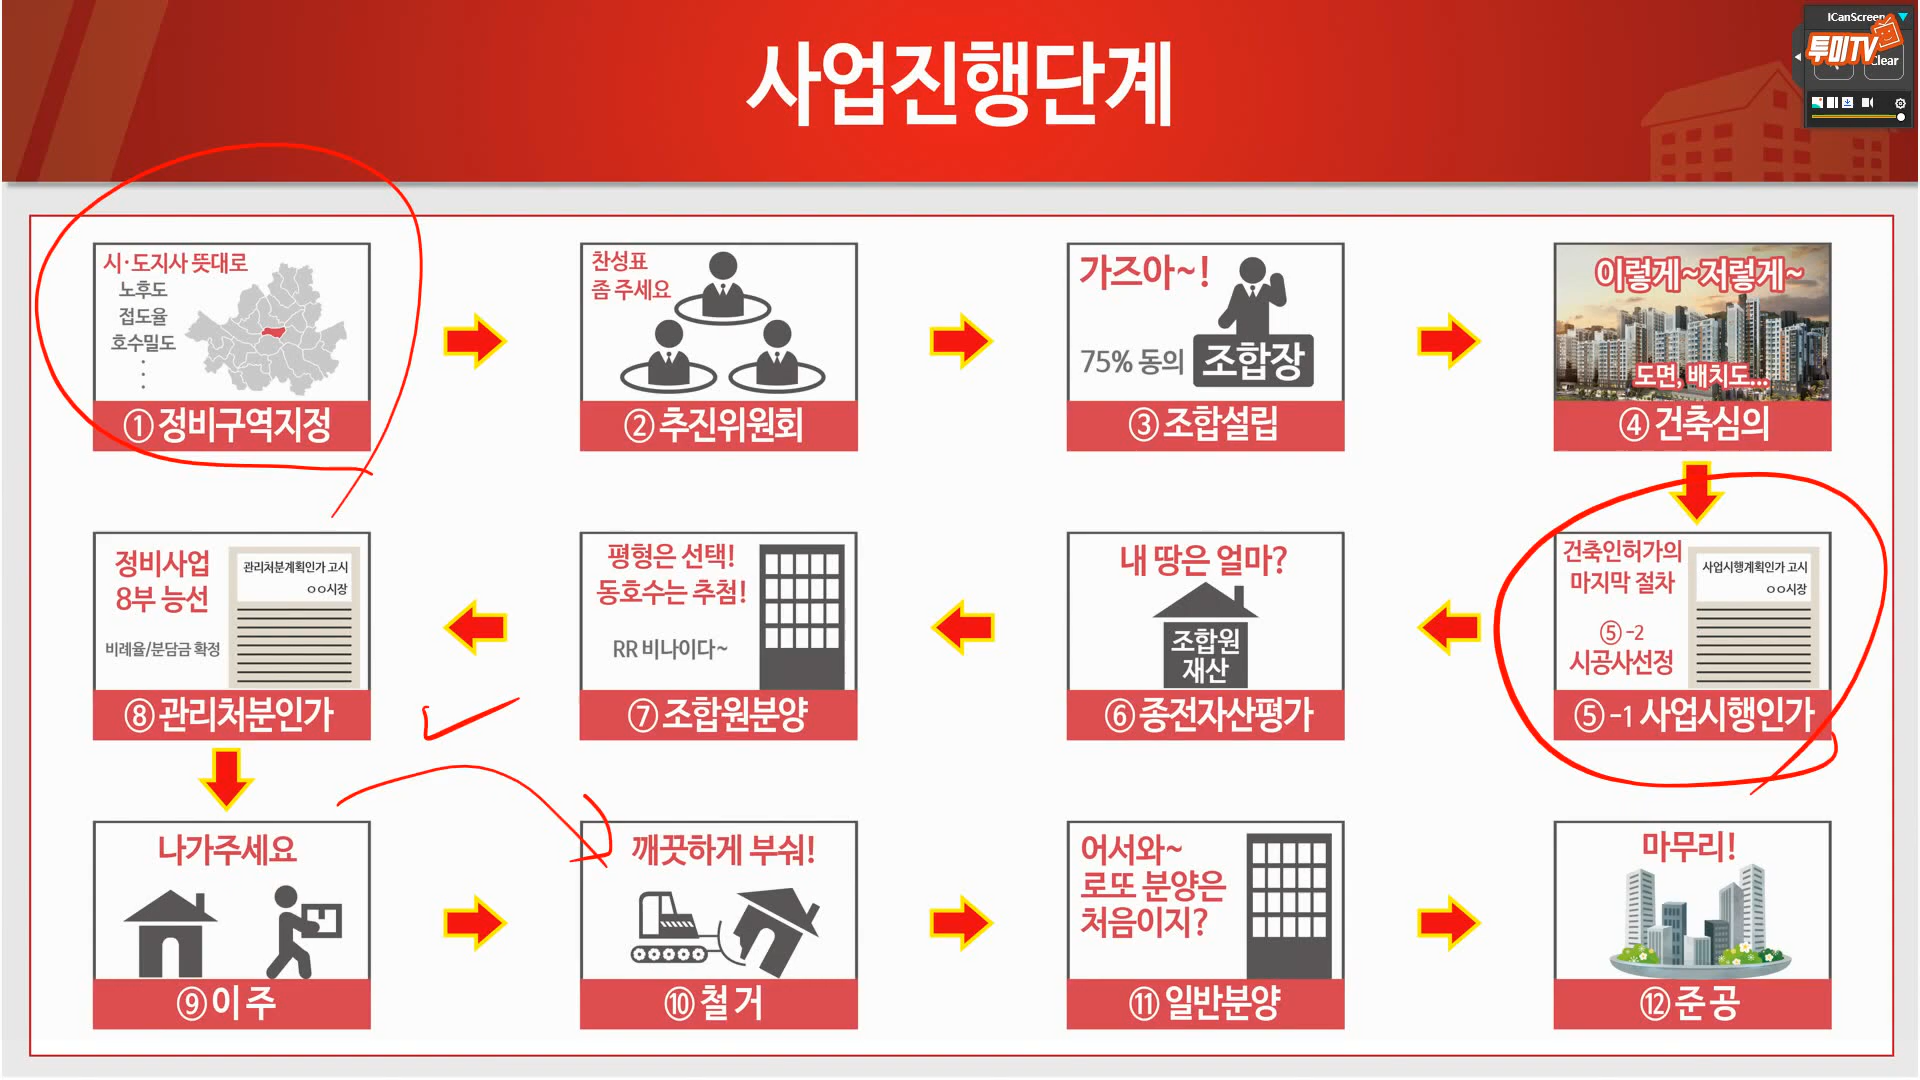 사업진행단계
ICanScreen
투미TV
Clear
시·도지사 뜻대로
노후도
접도율
호수밀도
① 정비구역지정
찬성표
좀 주세요
② 추진위원회
가즈아~!
75% 동의
조합장
③ 조합설립
이렇게~저렇게~
도면, 배치도...
④ 건축심의
건축인허가의
마지막 절차
⑤-2
시공사선정
사업시행계획인가 고시
ㅇㅇ시장
⑤-1 사업시행인가
내 땅은 얼마?
조합원
재산
⑥ 종전자산평가
평형은 선택!
동호수는 추첨!
RR 비나이다~
⑦ 조합원분양
정비사업
8부 능선
비례율/분담금 확정
관리처분계획인가 고시
ㅇㅇ시장
⑧ 관리처분인가
나가주세요
⑨ 이 주
깨끗하게 부숴!
⑩ 철 거
어서와~
로또 분양은
처음이지?
⑪ 일반분양
마무리!
⑫ 준 공